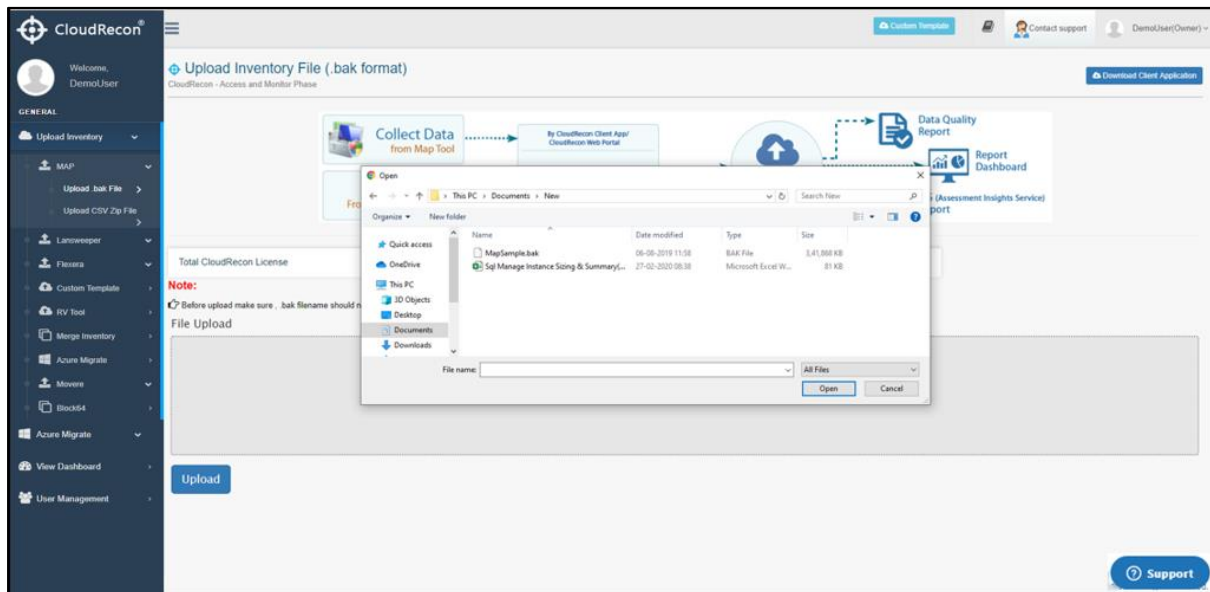 CloudRecon®
Custom Template
Contact support
DemoUser(Owner)
Welcome,
DemoUser
Upload Inventory File (.bak format)
CloudRecon - Access and Monitor Phase
Download Client Application
GENERAL
Upload Inventory
MAP
Upload .bak File
Upload CSV Zip File
Lansweeper
Flexera
Custom Template
RV Tool
Merge Inventory
Azure Migrate
Movere
Block64
Azure Migrate
View Dashboard
User Management
Collect Data
from Map Tool
By CloudRecon Client App/
CloudRecon Web Portal
Data Quality
Report
Report
Dashboard
(Assessment Insights Service)
port
Fro
Total CloudRecon License
Note:
Before upload make sure , .bak filename should n
File Upload
Open
This PC > Documents > New
Search New
Organize
New folder
Name Date modified Type Size
MapSample.bak 06-08-2019 11:58 BAK File 3,41,868 KB
Sql Manage Instance Sizing & Summary(... 27-02-2020 08:38 Microsoft Excel W... 81 KB
Quick access
OneDrive
This PC
3D Objects
Desktop
Documents
Downloads
File name:
All Files
Open
Cancel
Upload
Support